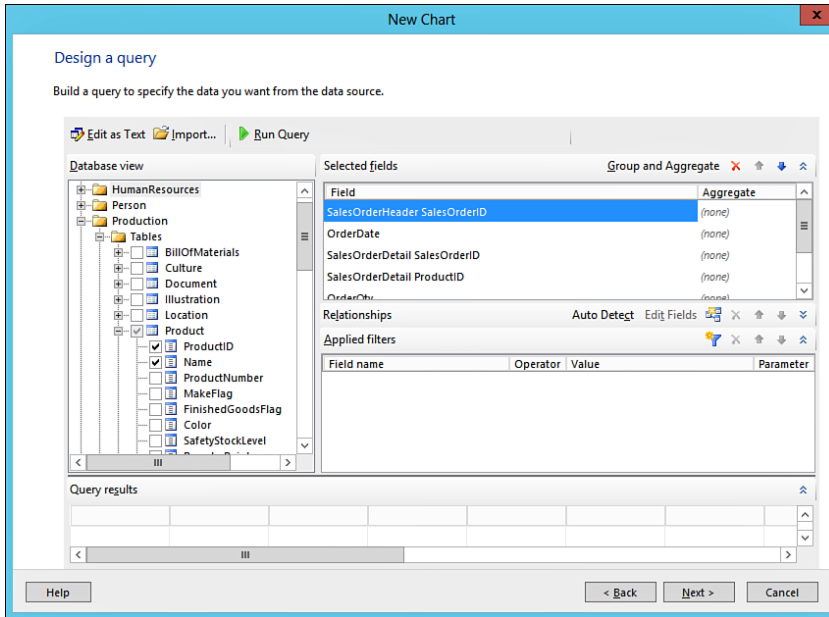 New Chart
x
Design a query
Build a query to specify the data you want from the data source.
Edit as Text Import... Run Query
Database view
HumanResources
Person
Production
Tables
BillOfMaterials
Culture
Document
Illustration
Location
Product
ProductID
Name
ProductNumber
MakeFlag
FinishedGoodsFlag
Color
SafetyStockLevel
Selected fields Group and Aggregate
Field Aggregate
SalesOrderHeader SalesOrderID (none)
OrderDate (none)
SalesOrderDetail SalesOrderID (none)
SalesOrderDetail ProductID (none)
OrderQty (none)
Relationships Auto Detect Edit Fields
Applied filters
Field name Operator Value Parameter
Query results
Help < Back Next > Cancel